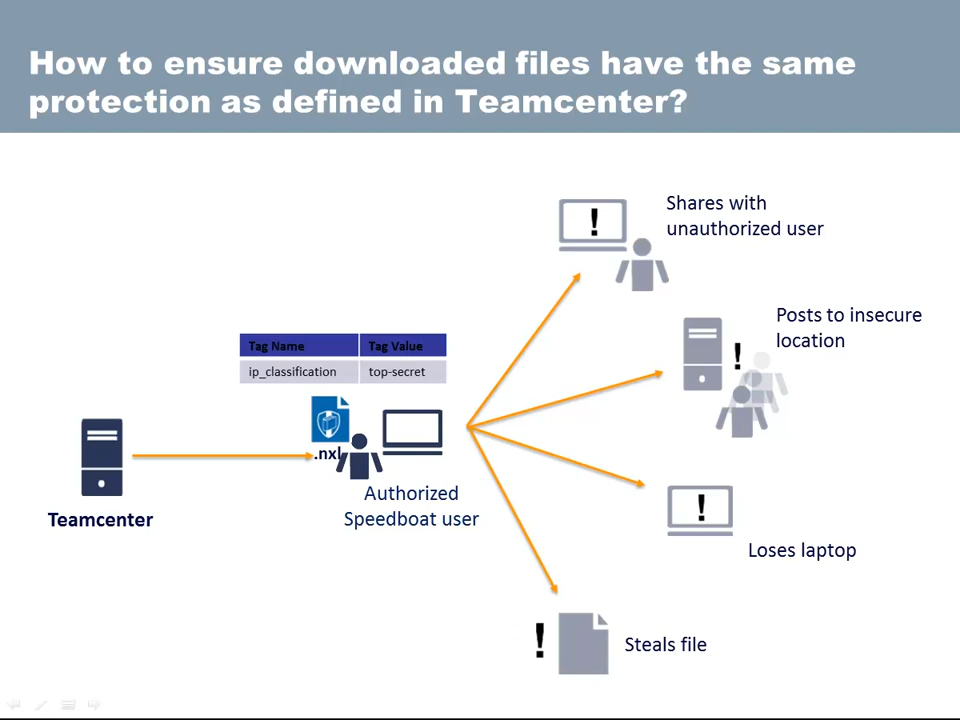 How to ensure downloaded files have the same
protection as defined in Teamcenter?
Shares with
unauthorized user
Posts to insecure
location
Tag Name Tag Value
ip_classification top-secret
.nxl
Authorized
Speedboat user
Teamcenter
Loses laptop
Steals file
!
!
!
!